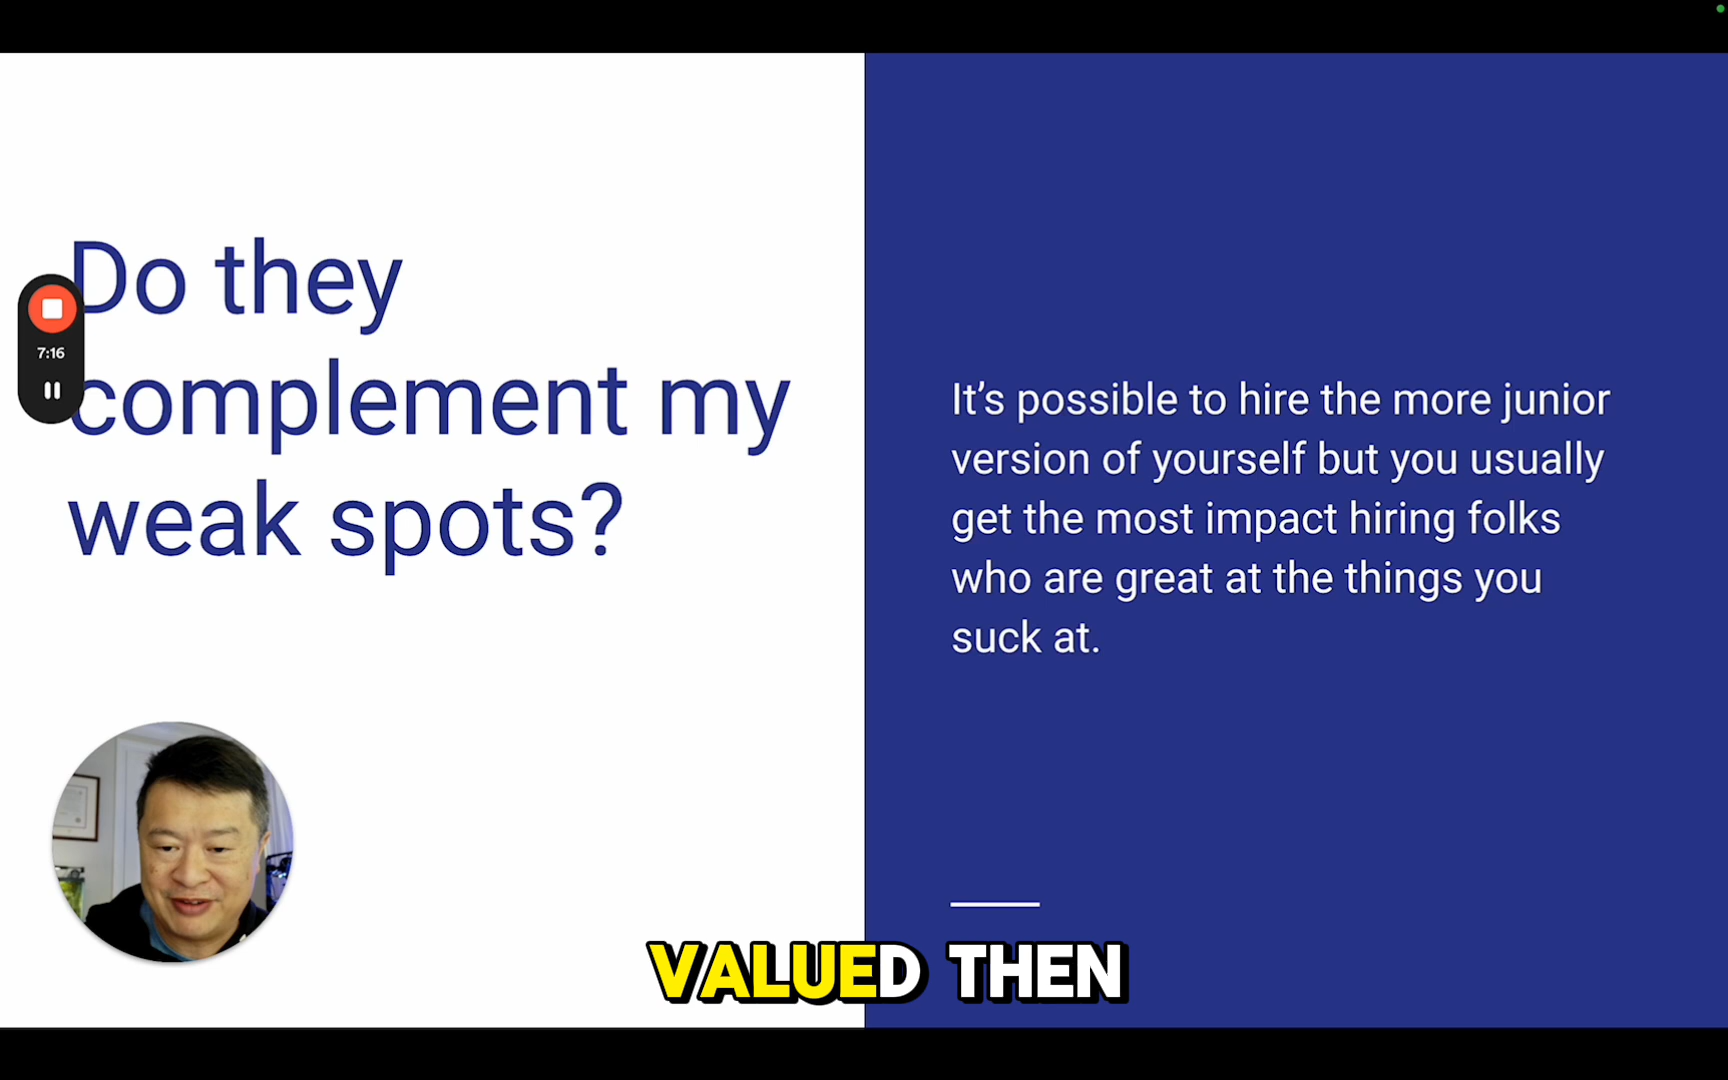 Do they
complement my
weak spots?
7:16
It’s possible to hire the more junior
version of yourself but you usually
get the most impact hiring folks
who are great at the things you
suck at.
VALUED THEN